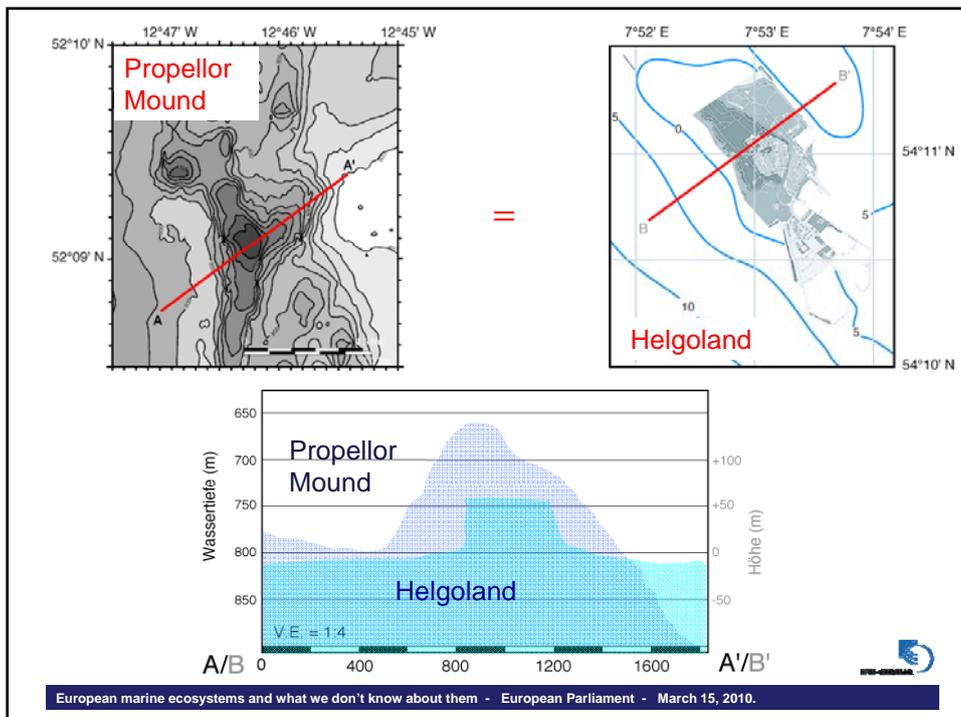 12°47' W 12°46' W 12°45' W
52°10' N
Propellor
Mound
A'
52°09' N
A
=
7°52' E 7°53' E 7°54' E
B'
5
0
54°11' N
B
5
10
5
Helgoland
54°10' N
650
Propellor
Mound
700
+100
750
+50
800
0
Helgoland
850
-50
V.E. = 1:4
Wassertiefe (m)
Höhe (m)
A/B 0 400 800 1200 1600 A'/B'
European marine ecosystems and what we don't know about them - European Parliament - March 15, 2010.